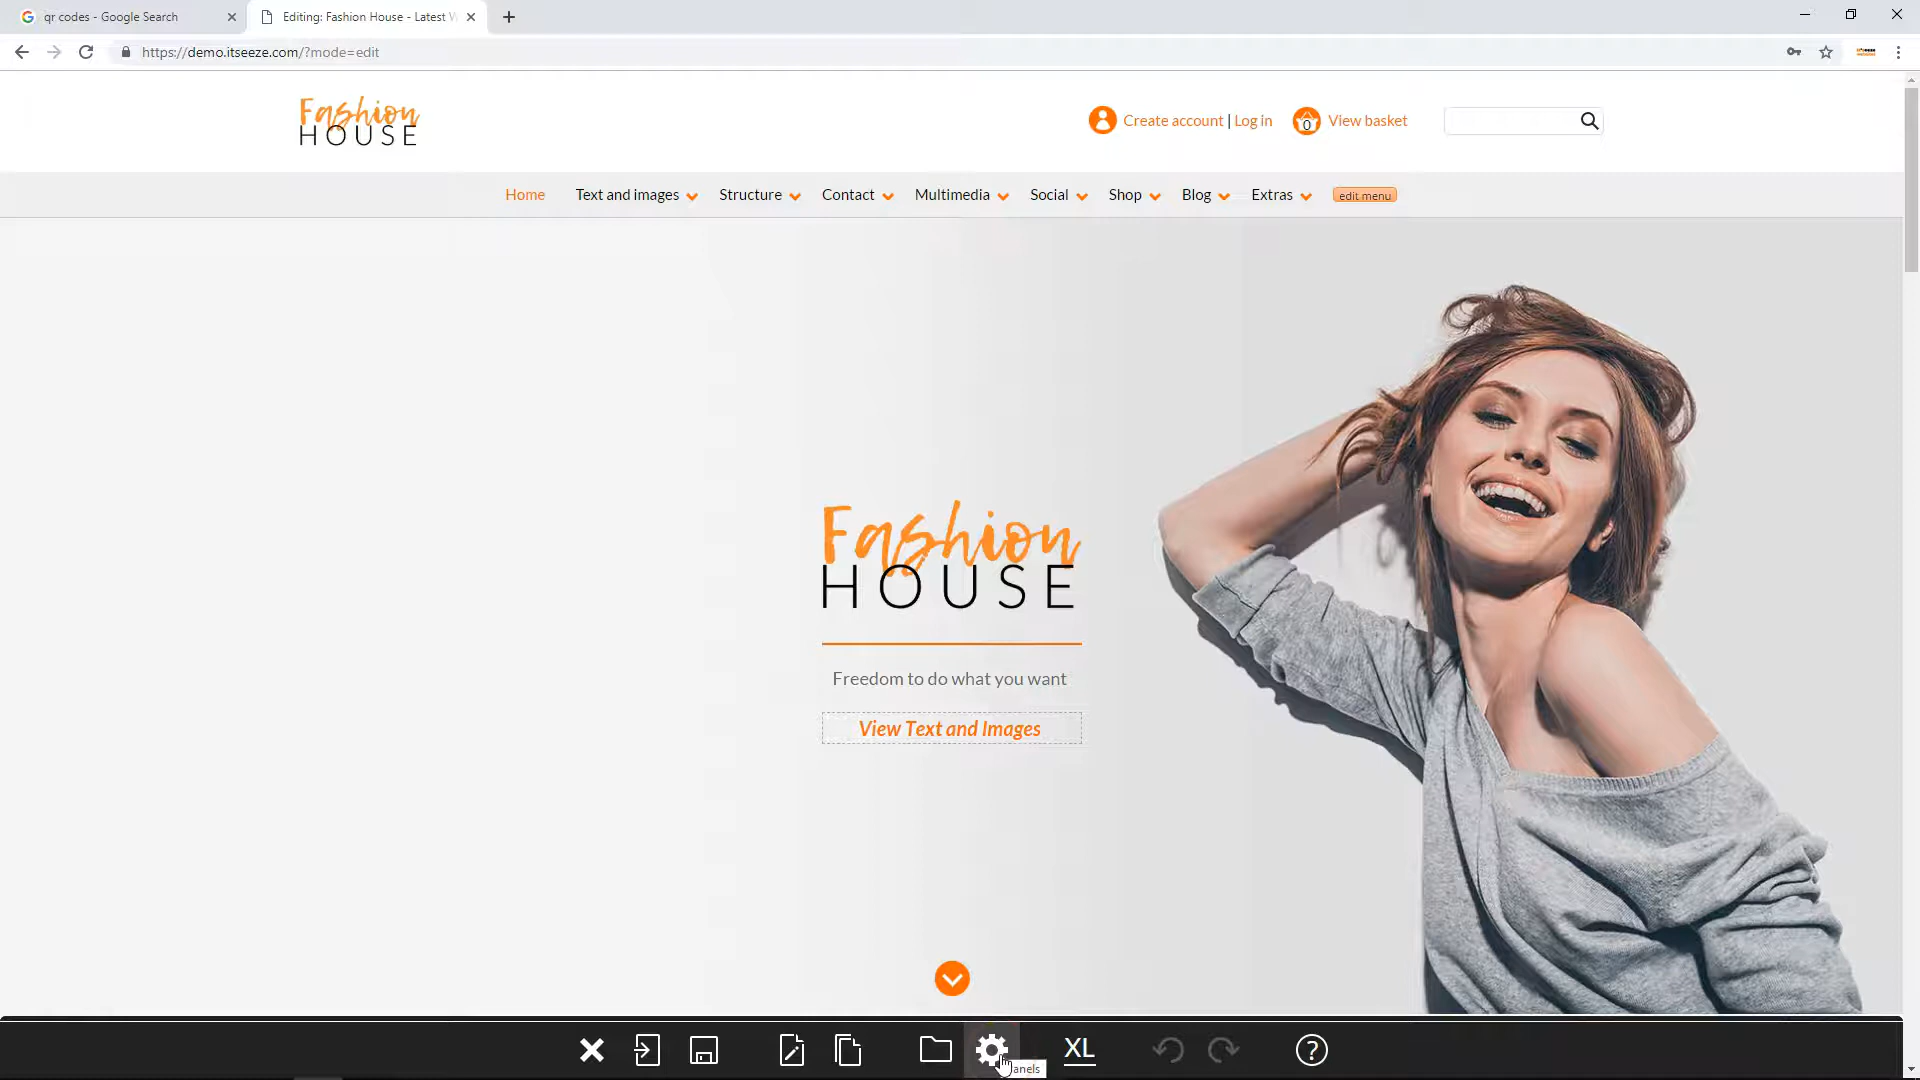 qr codes - Google Search
Editing: Fashion House - Latest W
https://demo.itseeze.com/?mode=edit
Fashion
HOUSE
Create account | Log in
0
View basket
Home
Text and images
Structure
Contact
Multimedia
Social
Shop
Blog
Extras
edit menu
Fashion
HOUSE
Freedom to do what you want
View Text and Images
XL
?
anels